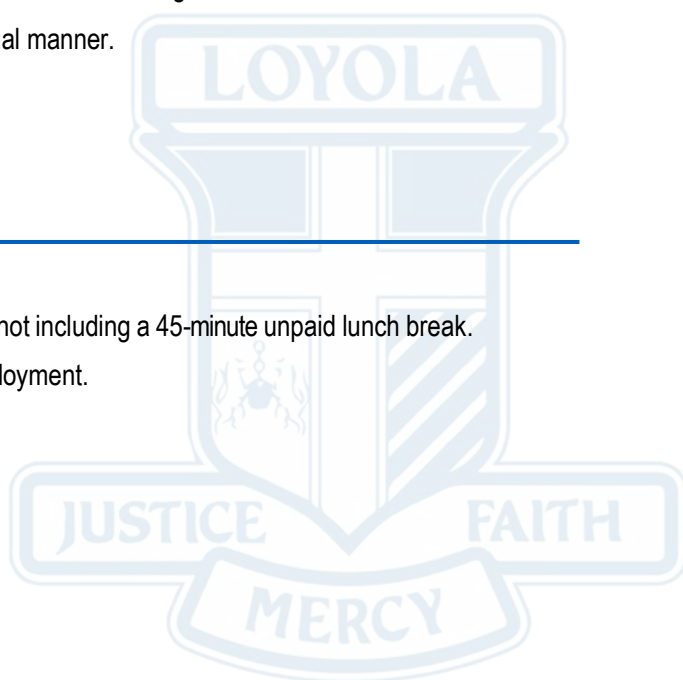 al manner.
LOYOLA
not including a 45-minute unpaid lunch break.
loyment.
JUSTICE FAITH
MERCY